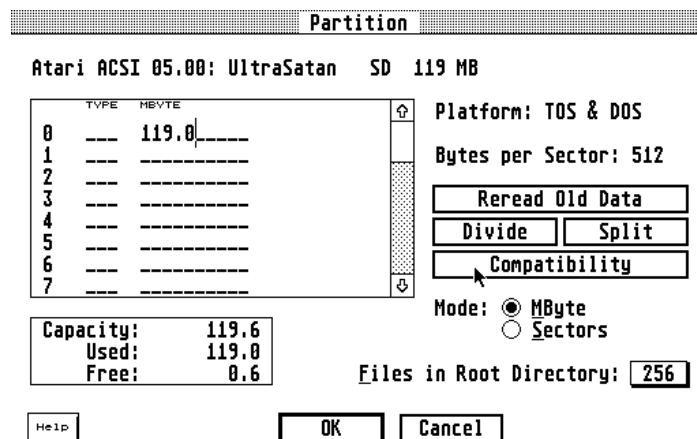 Partition
Atari ACSI 05.00: UltraSatan SD 119 MB
TYPE MBYTE
0 ___ 119.0_____
1 ___ __________
2 ___ __________
3 ___ __________
4 ___ __________
5 ___ __________
6 ___ __________
7 ___ __________
Platform: TOS & DOS
Bytes per Sector: 512
Reread Old Data
Divide Split
Compatibility
Mode: MByte
Sectors
Capacity: 119.6
Used: 119.0
Free: 0.6
Files in Root Directory: 256
Help OK Cancel